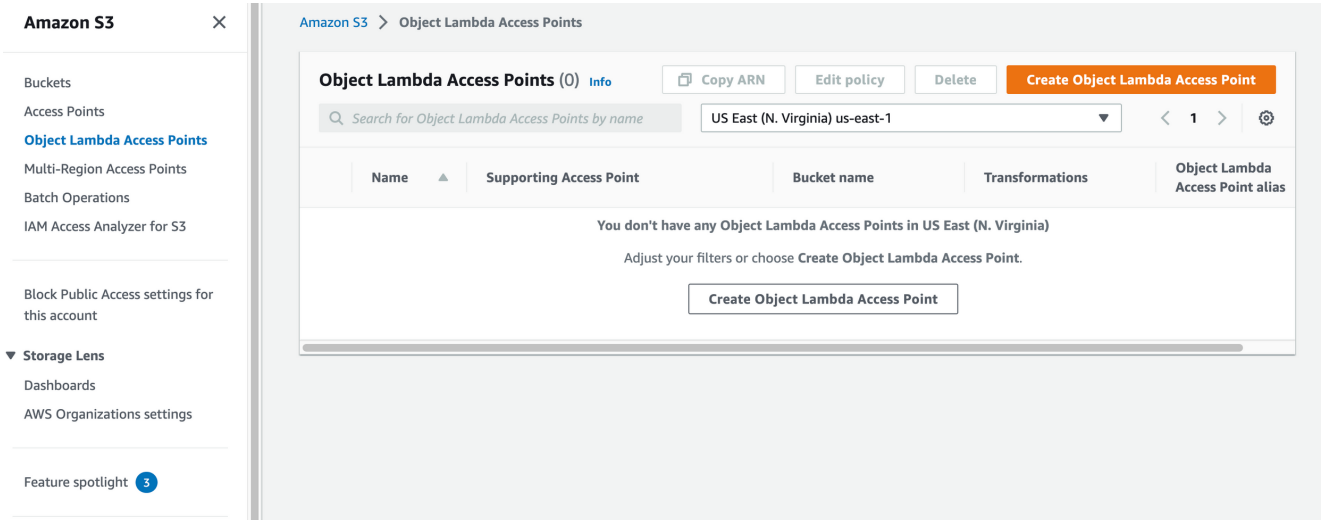 Amazon S3
Buckets
Access Points
Object Lambda Access Points
Multi-Region Access Points
Batch Operations
IAM Access Analyzer for S3
Block Public Access settings for
this account
Storage Lens
Dashboards
AWS Organizations settings
Feature spotlight 3
Amazon S3 > Object Lambda Access Points
Object Lambda Access Points (0) Info Copy ARN Edit policy Delete Create Object Lambda Access Point
Search for Object Lambda Access Points by name US East (N. Virginia) us-east-1 < 1 >
Name Supporting Access Point Bucket name Transformations Object Lambda
Access Point alias
You don't have any Object Lambda Access Points in US East (N. Virginia)
Adjust your filters or choose Create Object Lambda Access Point.
Create Object Lambda Access Point